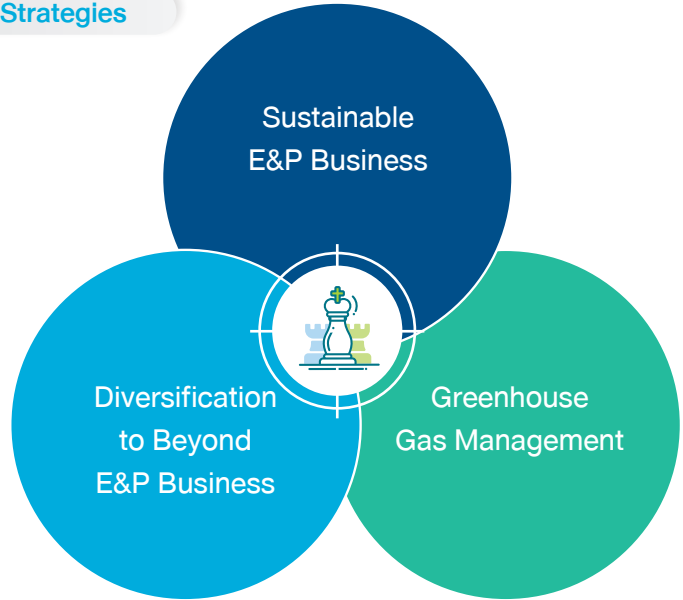 Strategies
Sustainable
E&P Business
Diversification
to Beyond
E&P Business
Greenhouse
Gas Management